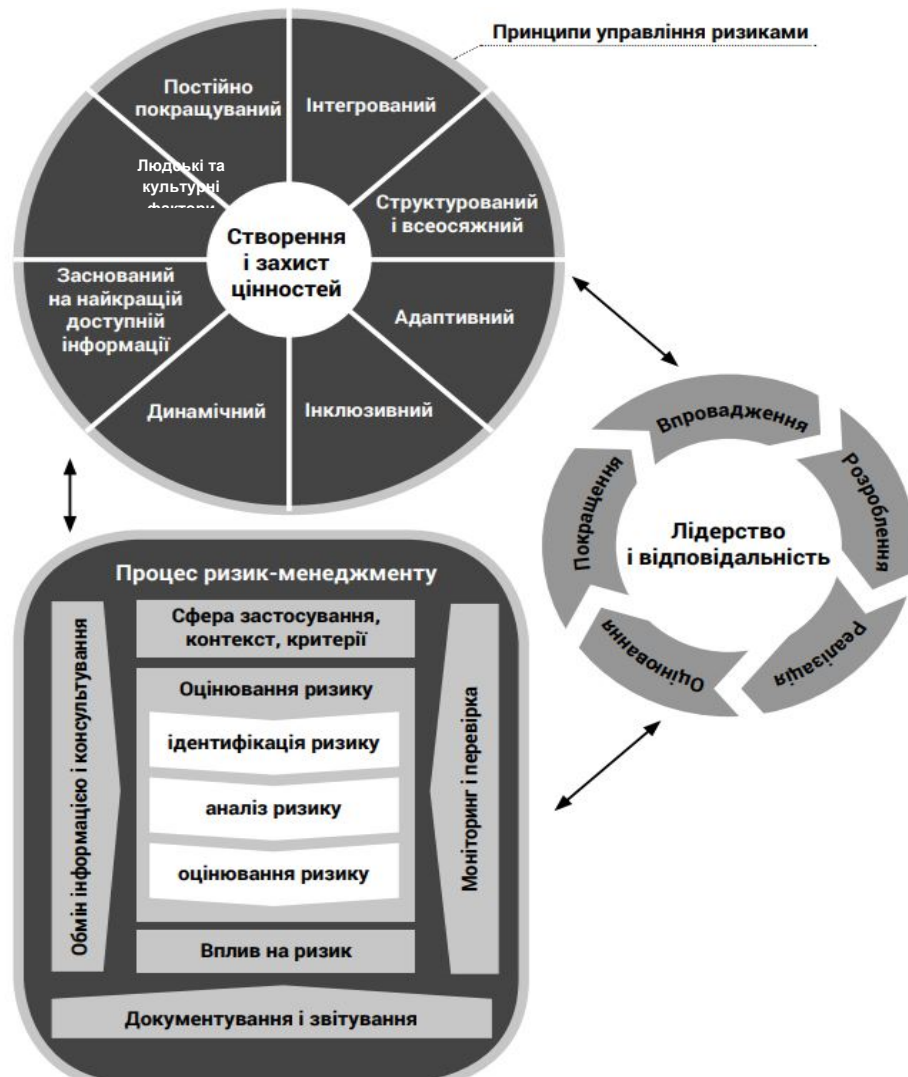 Принципи управління ризиками
Постійно
покращуваний
Інтегрований
Людські та
культурні
фактори
Структурований
і всеосяжний
Створення
і захист
цінностей
Заснований
на найкращій
доступній
інформації
Адаптивний
Динамічний
Інклюзивний
Впровадження
Розроблення
Реалізація
Оцінювання
Покращення
Лідерство
і відповідальність
Процес ризик-менеджменту
Обмін інформацією і консультування
Сфера застосування,
контекст, критерії
Оцінювання ризику
ідентифікація ризику
аналіз ризику
оцінювання ризику
Вплив на ризик
Моніторинг і перевірка
Документування і звітування